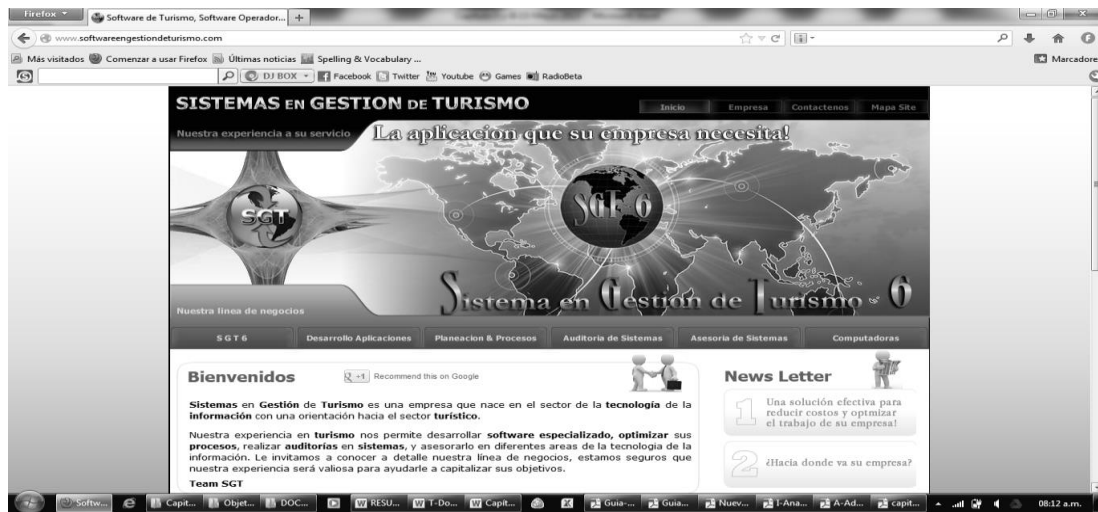 Firefox
Software de Turismo, Software Operador...
www.softwareengestiondeturismo.com
Más visitados Comenzar a usar Firefox Últimas noticias Spelling & Vocabulary ...
Marcadores
DJ BOX Facebook Twitter Youtube Games RadioBeta
SISTEMAS EN GESTION DE TURISMO
Inicio Empresa Contactenos Mapa Site
Nuestra experiencia a su servicio
La aplicacion que su empresa necesita!
SGT
SGT 6
Sistema en Gestión de Turismo - 6
Nuestra linea de negocios
SGT6 Desarrollo Aplicaciones Planeacion & Procesos Auditoria de Sistemas Asesoria de Sistemas Computadoras
Bienvenidos
+1 Recommend this on Google
Sistemas en Gestión de Turismo es una empresa que nace en el sector de la tecnología de la
información con una orientación hacia el sector turístico.
Nuestra experiencia en turismo nos permite desarrollar software especializado, optimizar sus
procesos, realizar auditorías en sistemas, y asesorarlo en diferentes areas de la tecnologia de la
información. Le invitamos a conocer a detalle nuestra línea de negocios, estamos seguros que
nuestra experiencia será valiosa para ayudarle a capitalizar sus objetivos.
Team SGT
News Letter
1
Una solución efectiva para
reducir costos y optmizar
el trabajo de su empresa!
2
¿Hacia donde va su empresa?
Softw... Capit... Objet... DOC... RESU... T-Do... Capít... Guia-... Guia... Nuev... I-Ana... A-Ad... capit... 08:12 a.m.